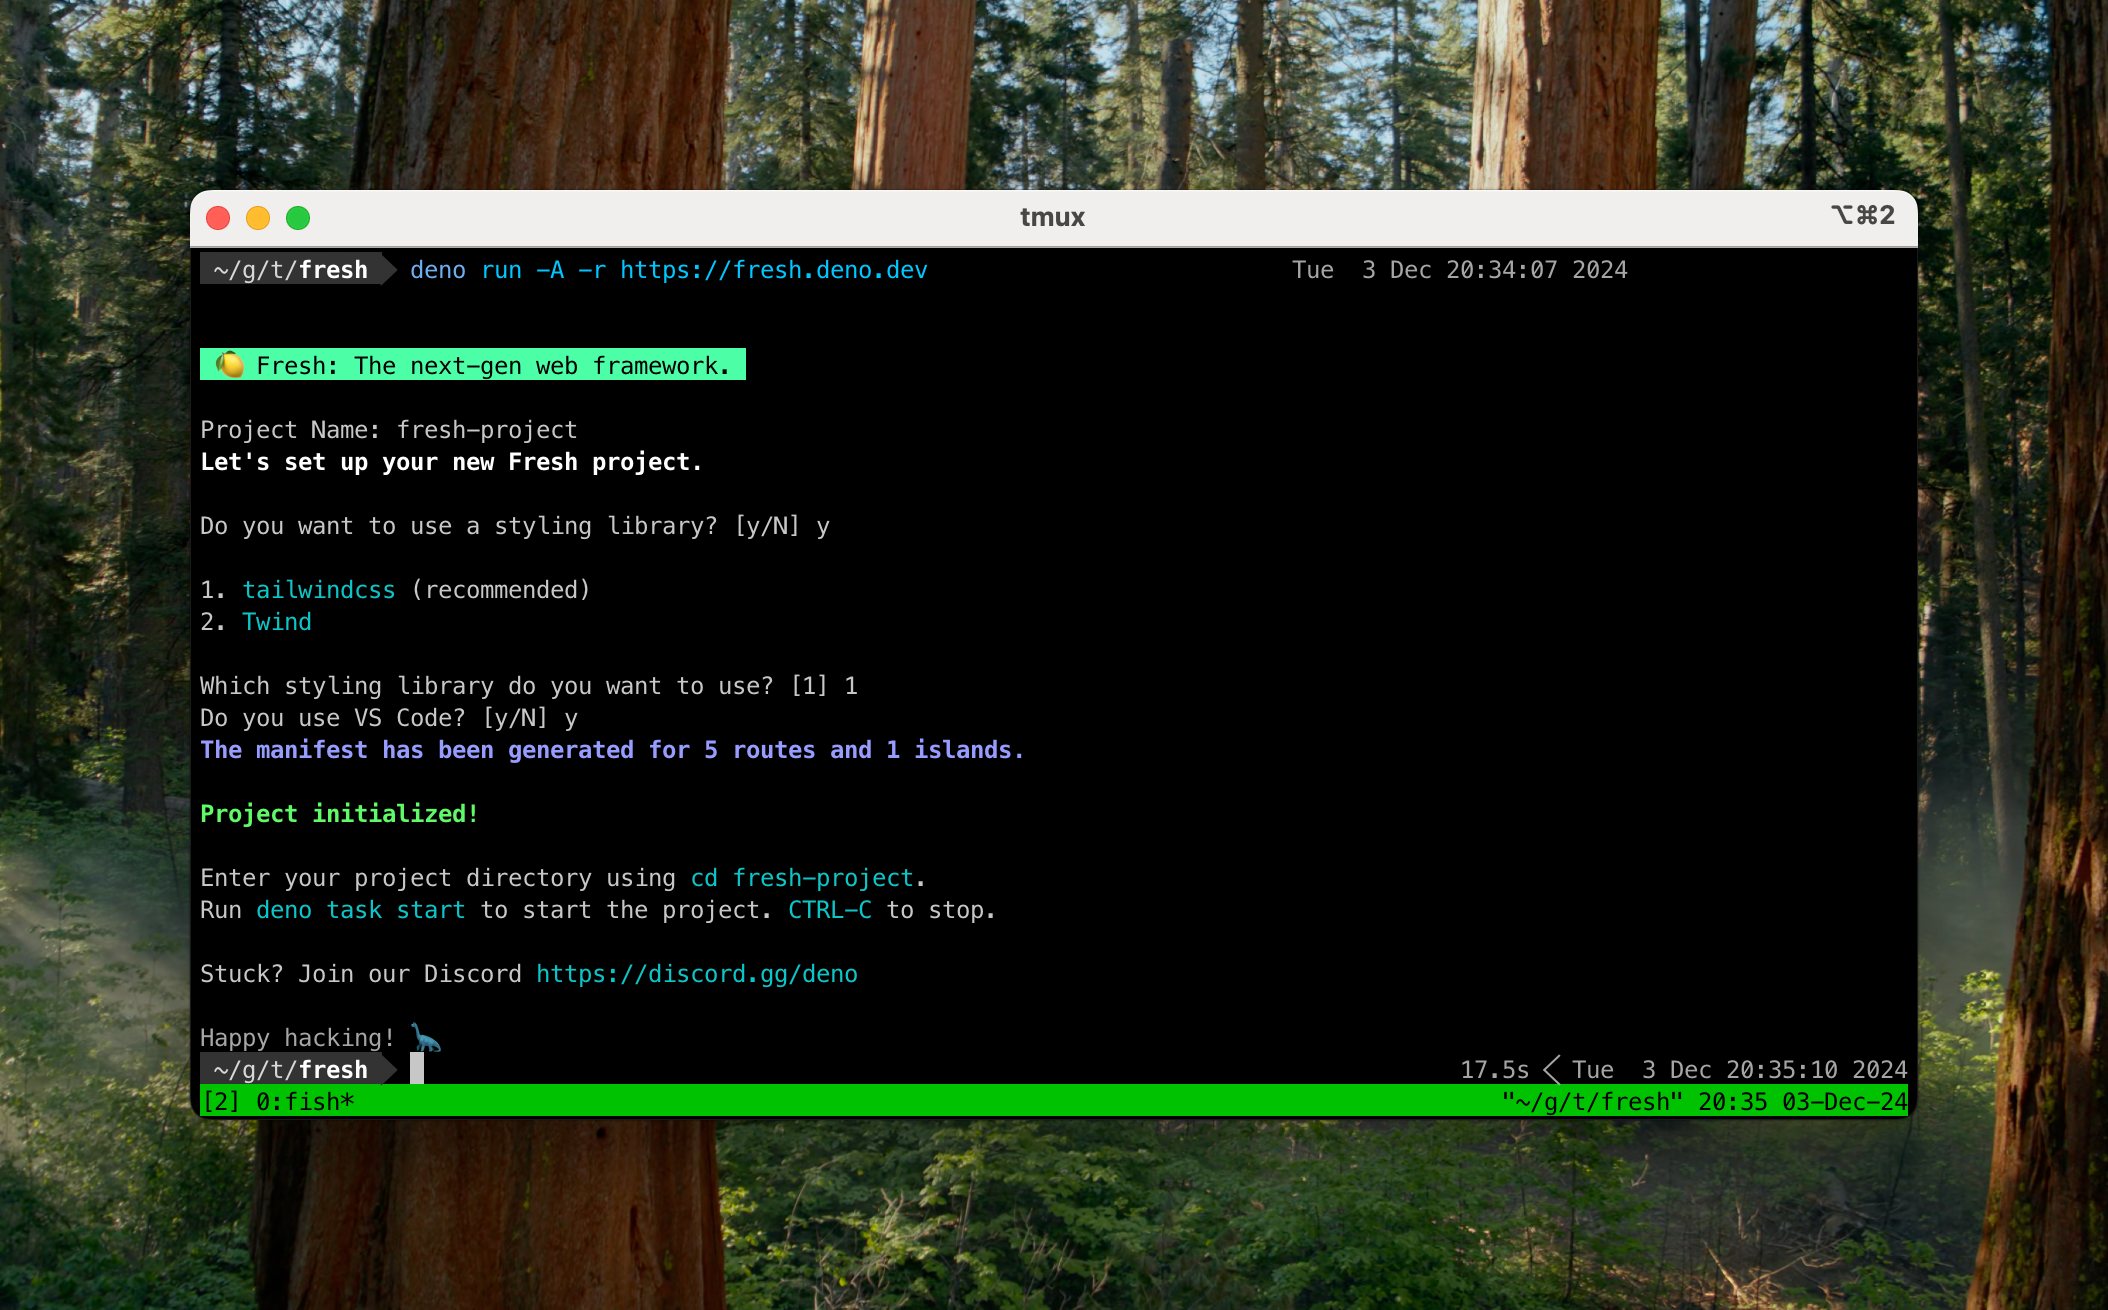 tmux
⌥⌘2
~/g/t/fresh deno run -A -r https://fresh.deno.dev Tue  3 Dec 20:34:07 2024
🍋 Fresh: The next-gen web framework.
Project Name: fresh-project
Let's set up your new Fresh project.
Do you want to use a styling library? [y/N] y
1. tailwindcss (recommended)
2. Twind
Which styling library do you want to use? [1] 1
Do you use VS Code? [y/N] y
The manifest has been generated for 5 routes and 1 islands.
Project initialized!
Enter your project directory using cd fresh-project.
Run deno task start to start the project. CTRL-C to stop.
Stuck? Join our Discord https://discord.gg/deno
Happy hacking! 🦕
~/g/t/fresh 17.5s Tue  3 Dec 20:35:10 2024
[2] 0:fish* "~/g/t/fresh" 20:35 03-Dec-24